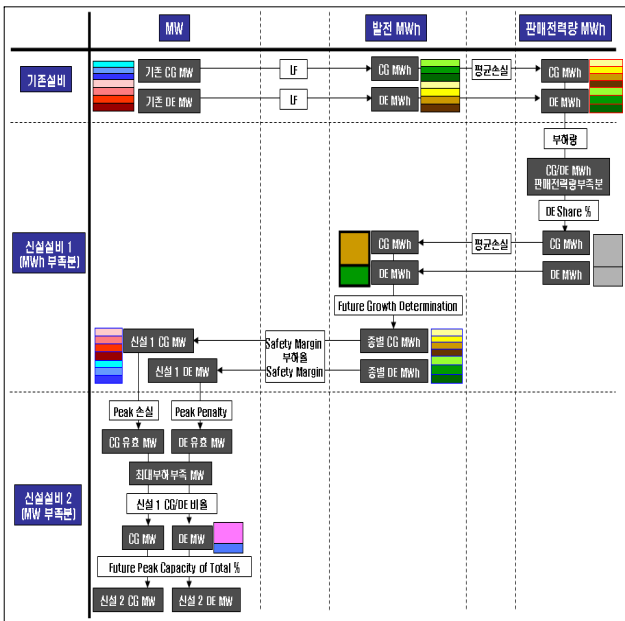 MW
발전 MWh
판매전력량 MWh
기존설비
기존 CG MW
LF
CG MWh
평균손실
CG MWh
기존 DE MW
LF
DE MWh
DE MWh
부하량
CG/DE MWh
판매전력량부족분
DE Share %
신설설비 1
(MWh 부족분)
CG MWh
평균손실
CG MWh
DE MWh
DE MWh
Future Growth Determination
신설 1 CG MW
Safety Margin
부하율
Safety Margin
종별 CG MWh
신설 1 DE MW
종별 DE MWh
Peak 손실
Peak Penalty
CG 유효 MW
DE 유효 MW
최대부하부족 MW
신설설비 2
(MW 부족분)
신설 1 CG/DE 비율
CG MW
DE MW
Future Peak Capacity of Total %
신설 2 CG MW
신설 2 DE MW